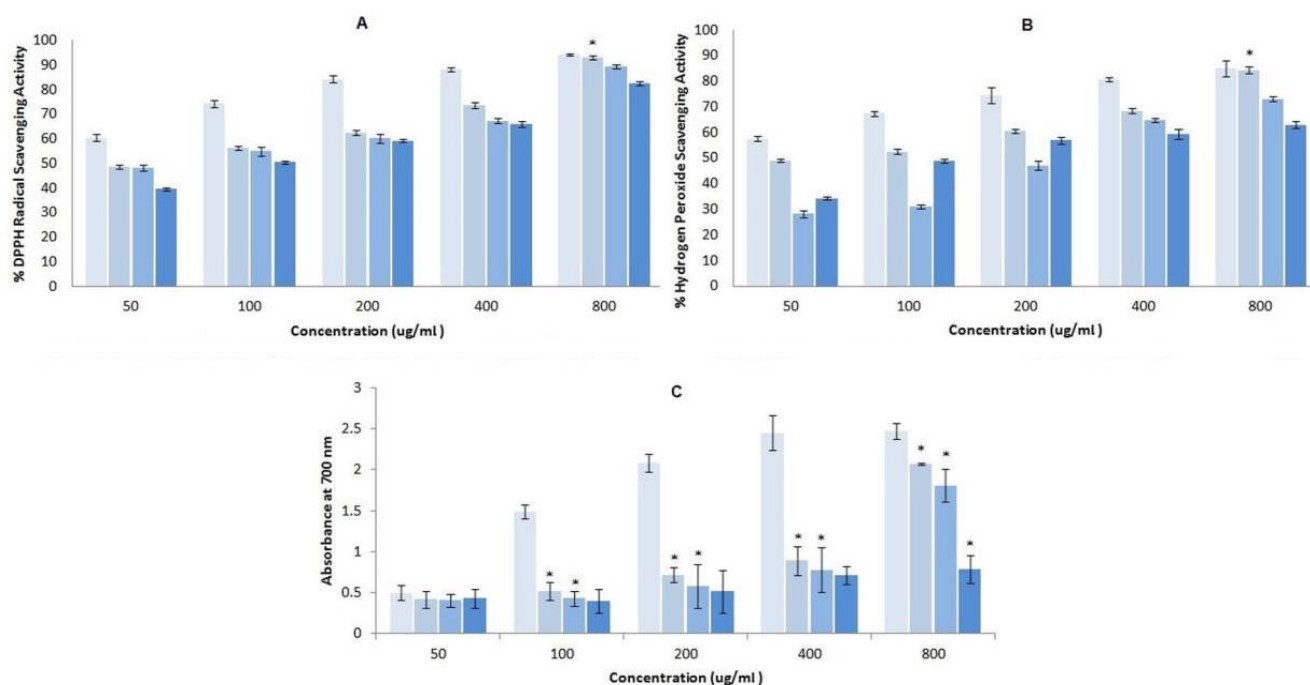 A
% DPPH Radical Scavenging Activity
100
90
80
70
60
50
40
30
20
10
0
*
50 100 200 400 800
Concentration (ug/ml )
B
% Hydrogen Peroxide Scavenging Activity
100
90
80
70
60
50
40
30
20
10
0
*
50 100 200 400 800
Concentration (ug/ml )
C
Absorbance at 700 nm
3
2.5
2
1.5
1
0.5
0
* *
* *
* *
* * *
50 100 200 400 800
Concentration (ug/ml )